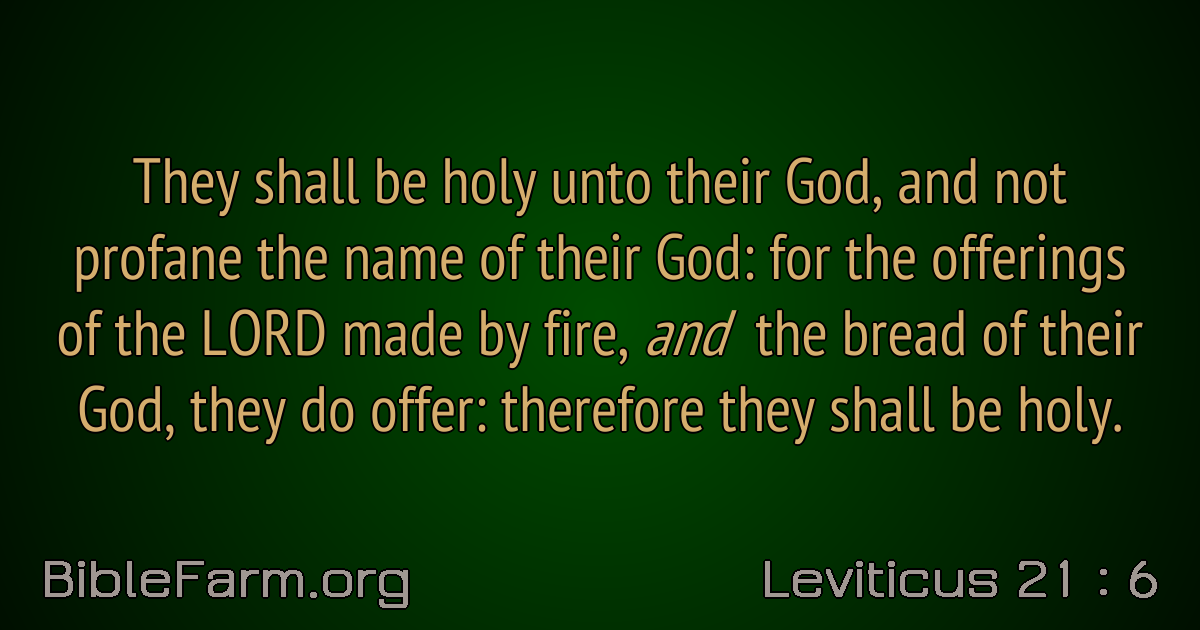 They shall be holy unto their God, and not
profane the name of their God: for the offerings
of the LORD made by fire, and the bread of their
God, they do offer: therefore they shall be holy.
BibleFarm.org
Leviticus 21 : 6